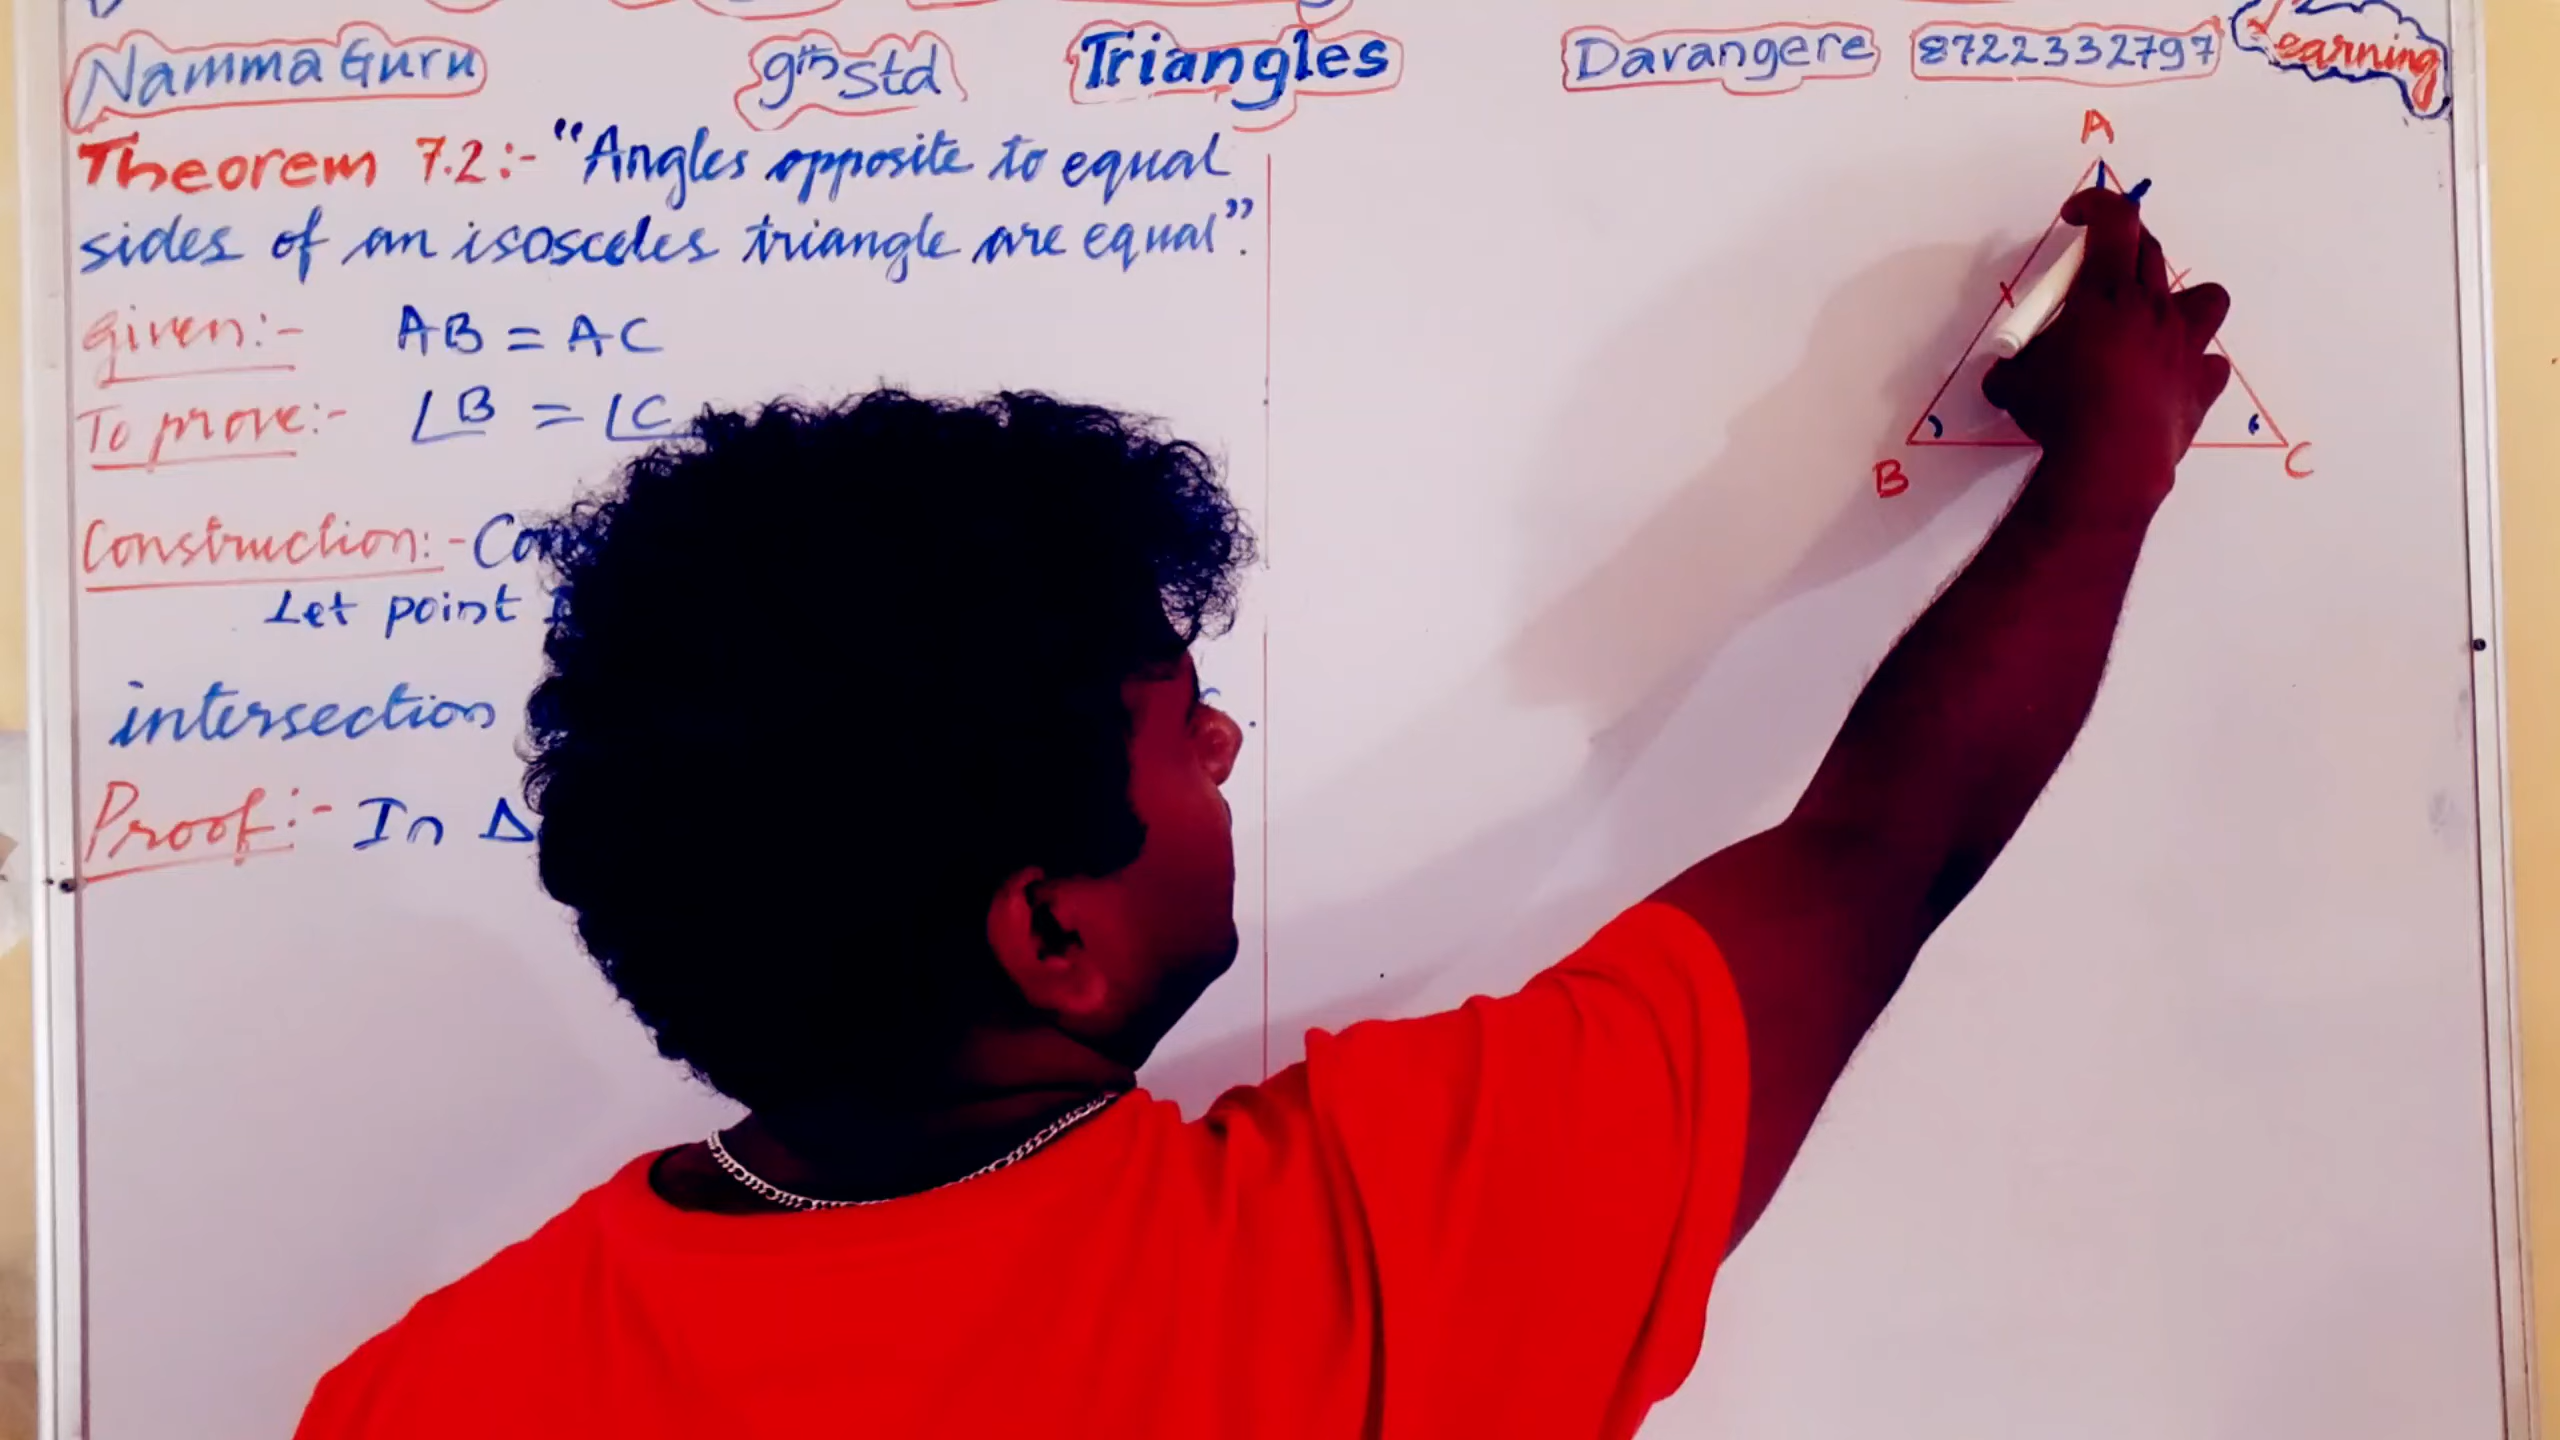 Namma Guru 9th Std Triangles Davangere 8722332797 Learning
Theorem 7.2:- "Angles opposite to equal
sides of an isosceles triangle are equal".
given:- AB = AC
To prove:- ∠B = ∠C
Construction:-
Let point
intersection
Proof:- In Δ
A
B
C